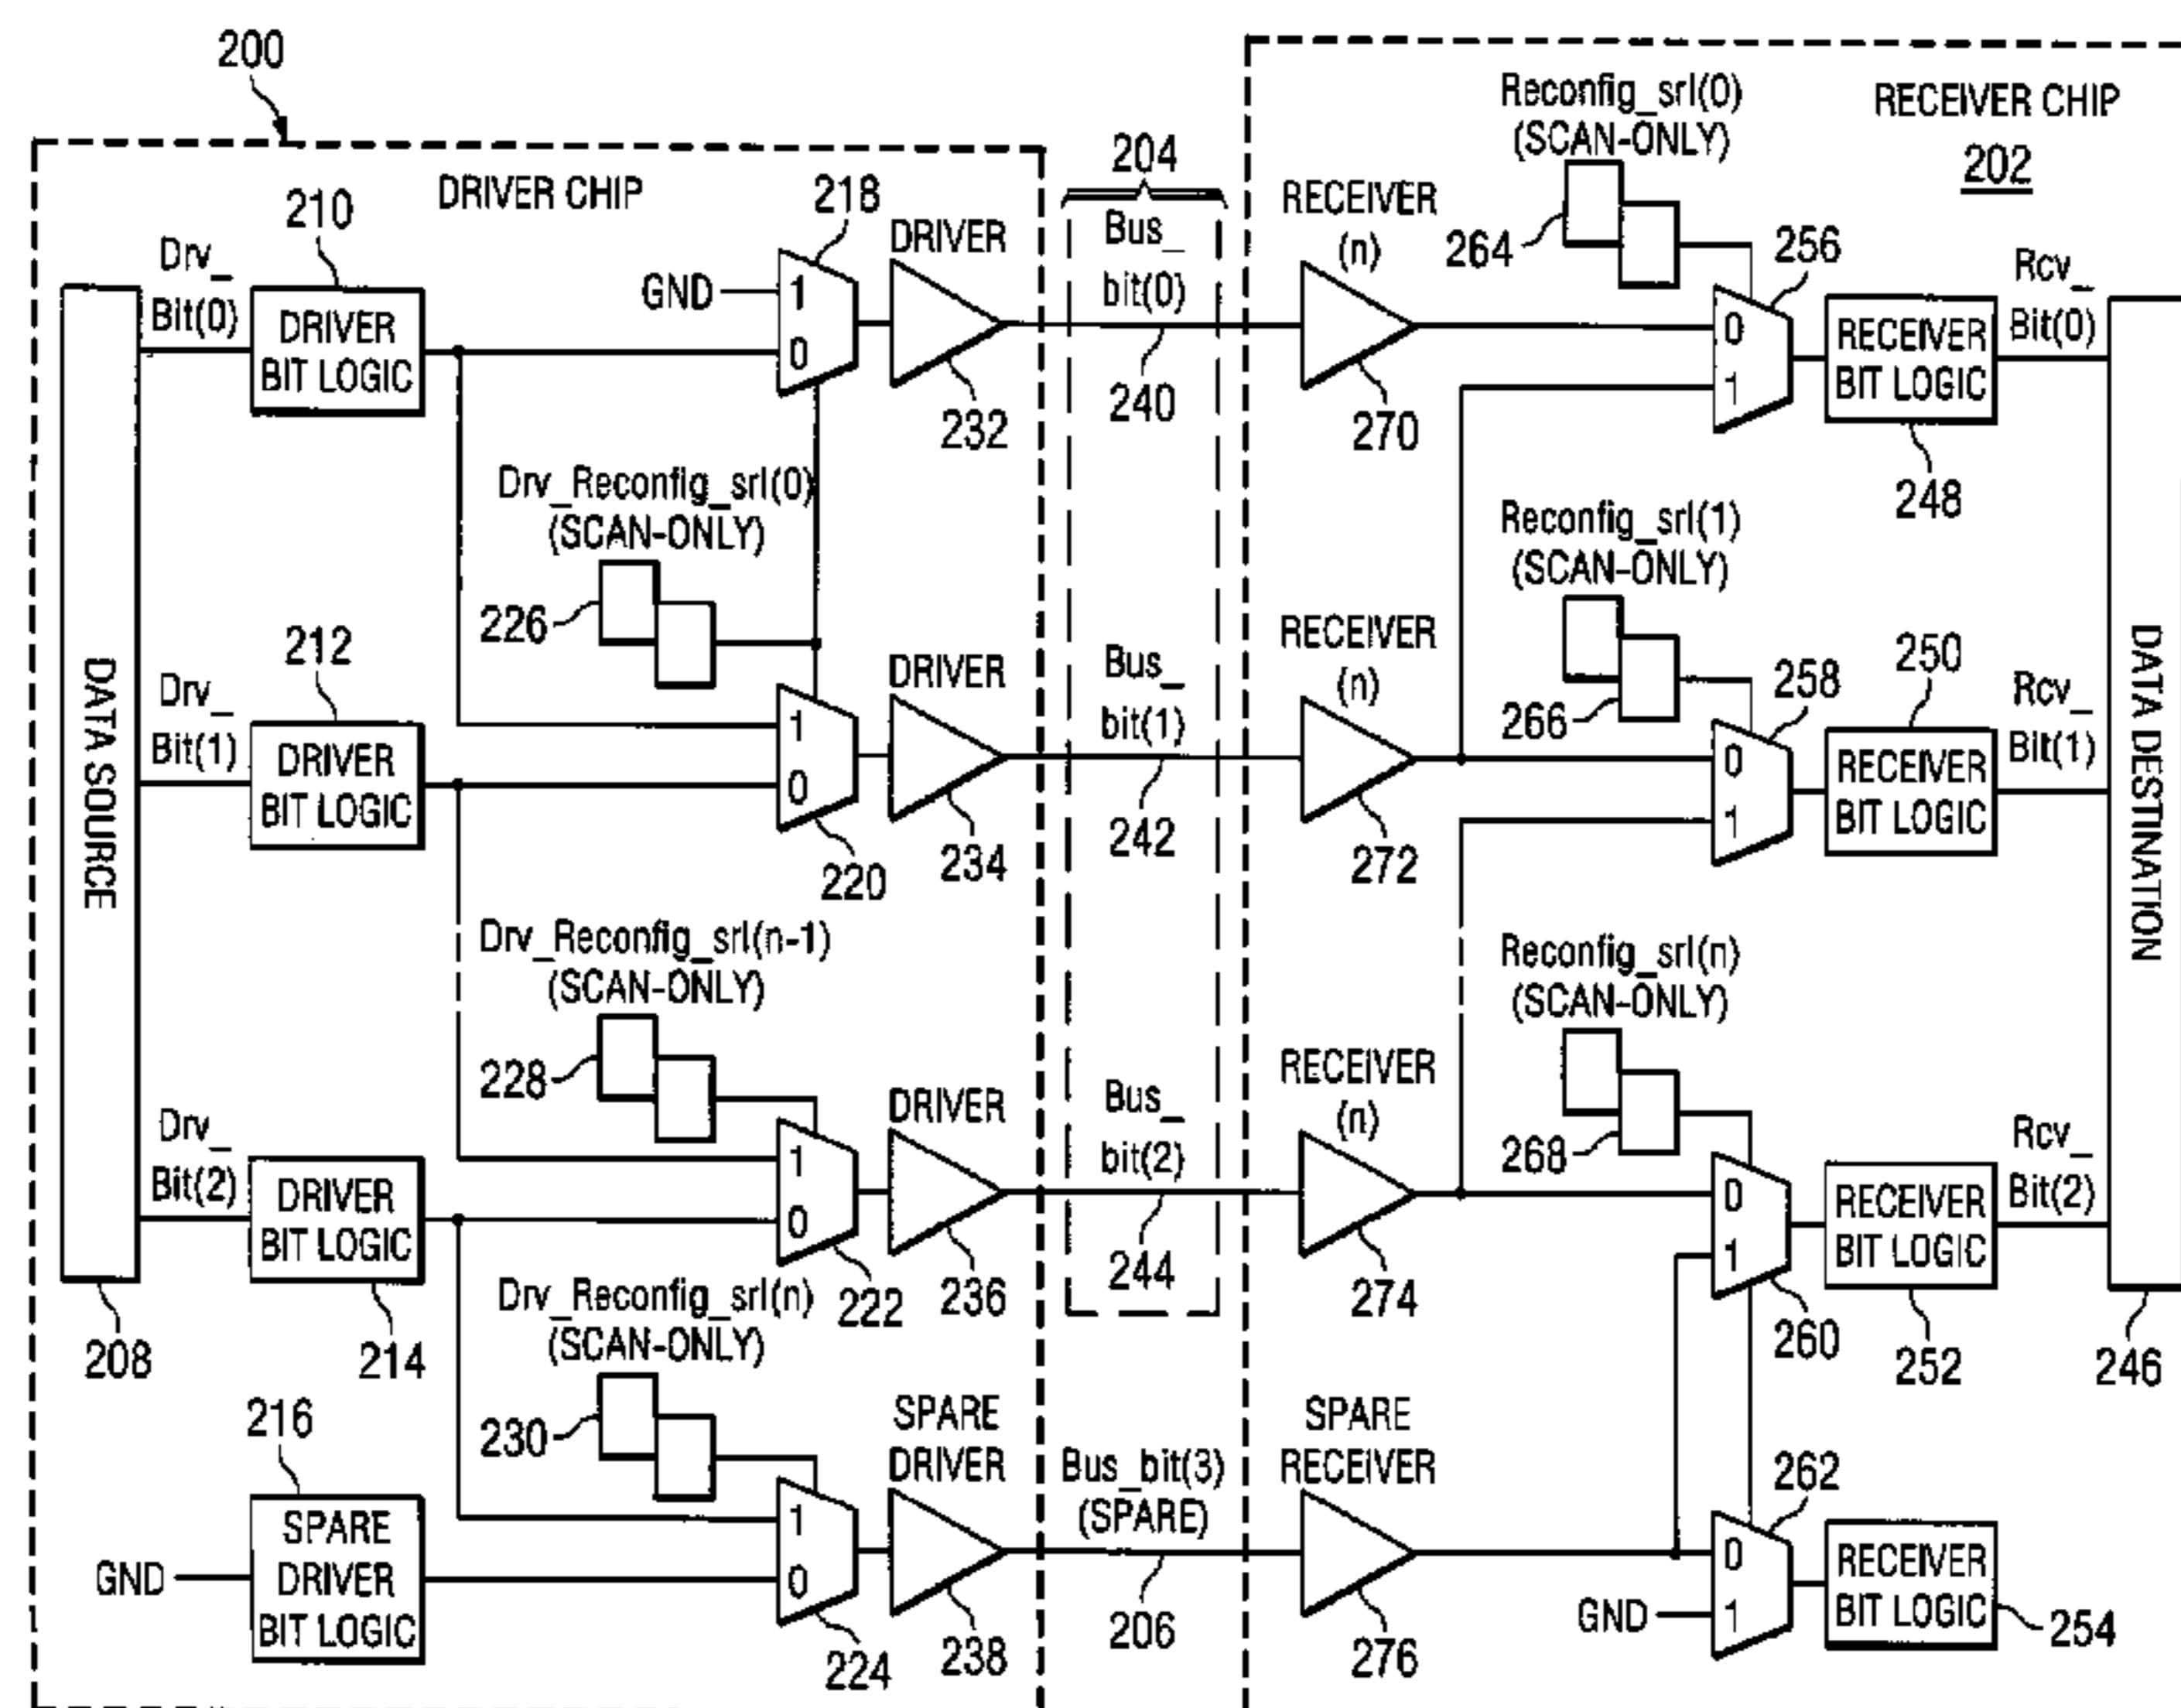 200
DRIVER CHIP
Drv_
Bit(0)
210
DRIVER
BIT LOGIC
GND
1
0
218
DRIVER
232
Drv_Reconfig_srl(0)
(SCAN-ONLY)
226
DATA SOURCE
208
Drv_
Bit(1)
212
DRIVER
BIT LOGIC
1
0
220
DRIVER
234
Drv_Reconfig_srl(n-1)
(SCAN-ONLY)
228
Drv_
Bit(2)
214
DRIVER
BIT LOGIC
1
0
222
DRIVER
236
Drv_Reconfig_srl(n)
(SCAN-ONLY)
230
216
GND
SPARE
DRIVER
BIT LOGIC
1
0
224
SPARE
DRIVER
238
204
Bus_
bit(0)
240
Bus_
bit(1)
242
Bus_
bit(2)
244
Bus_bit(3)
(SPARE)
206
RECEIVER CHIP
202
RECEIVER
(n)
270
Reconfig_srl(0)
(SCAN-ONLY)
264
0
1
256
RECEIVER
BIT LOGIC
248
Rcv_
Bit(0)
RECEIVER
(n)
272
Reconfig_srl(1)
(SCAN-ONLY)
266
0
1
258
RECEIVER
BIT LOGIC
250
Rcv_
Bit(1)
DATA DESTINATION
246
RECEIVER
(n)
274
Reconfig_srl(n)
(SCAN-ONLY)
268
0
1
260
RECEIVER
BIT LOGIC
252
Rcv_
Bit(2)
SPARE
RECEIVER
276
GND
0
1
262
RECEIVER
BIT LOGIC
254